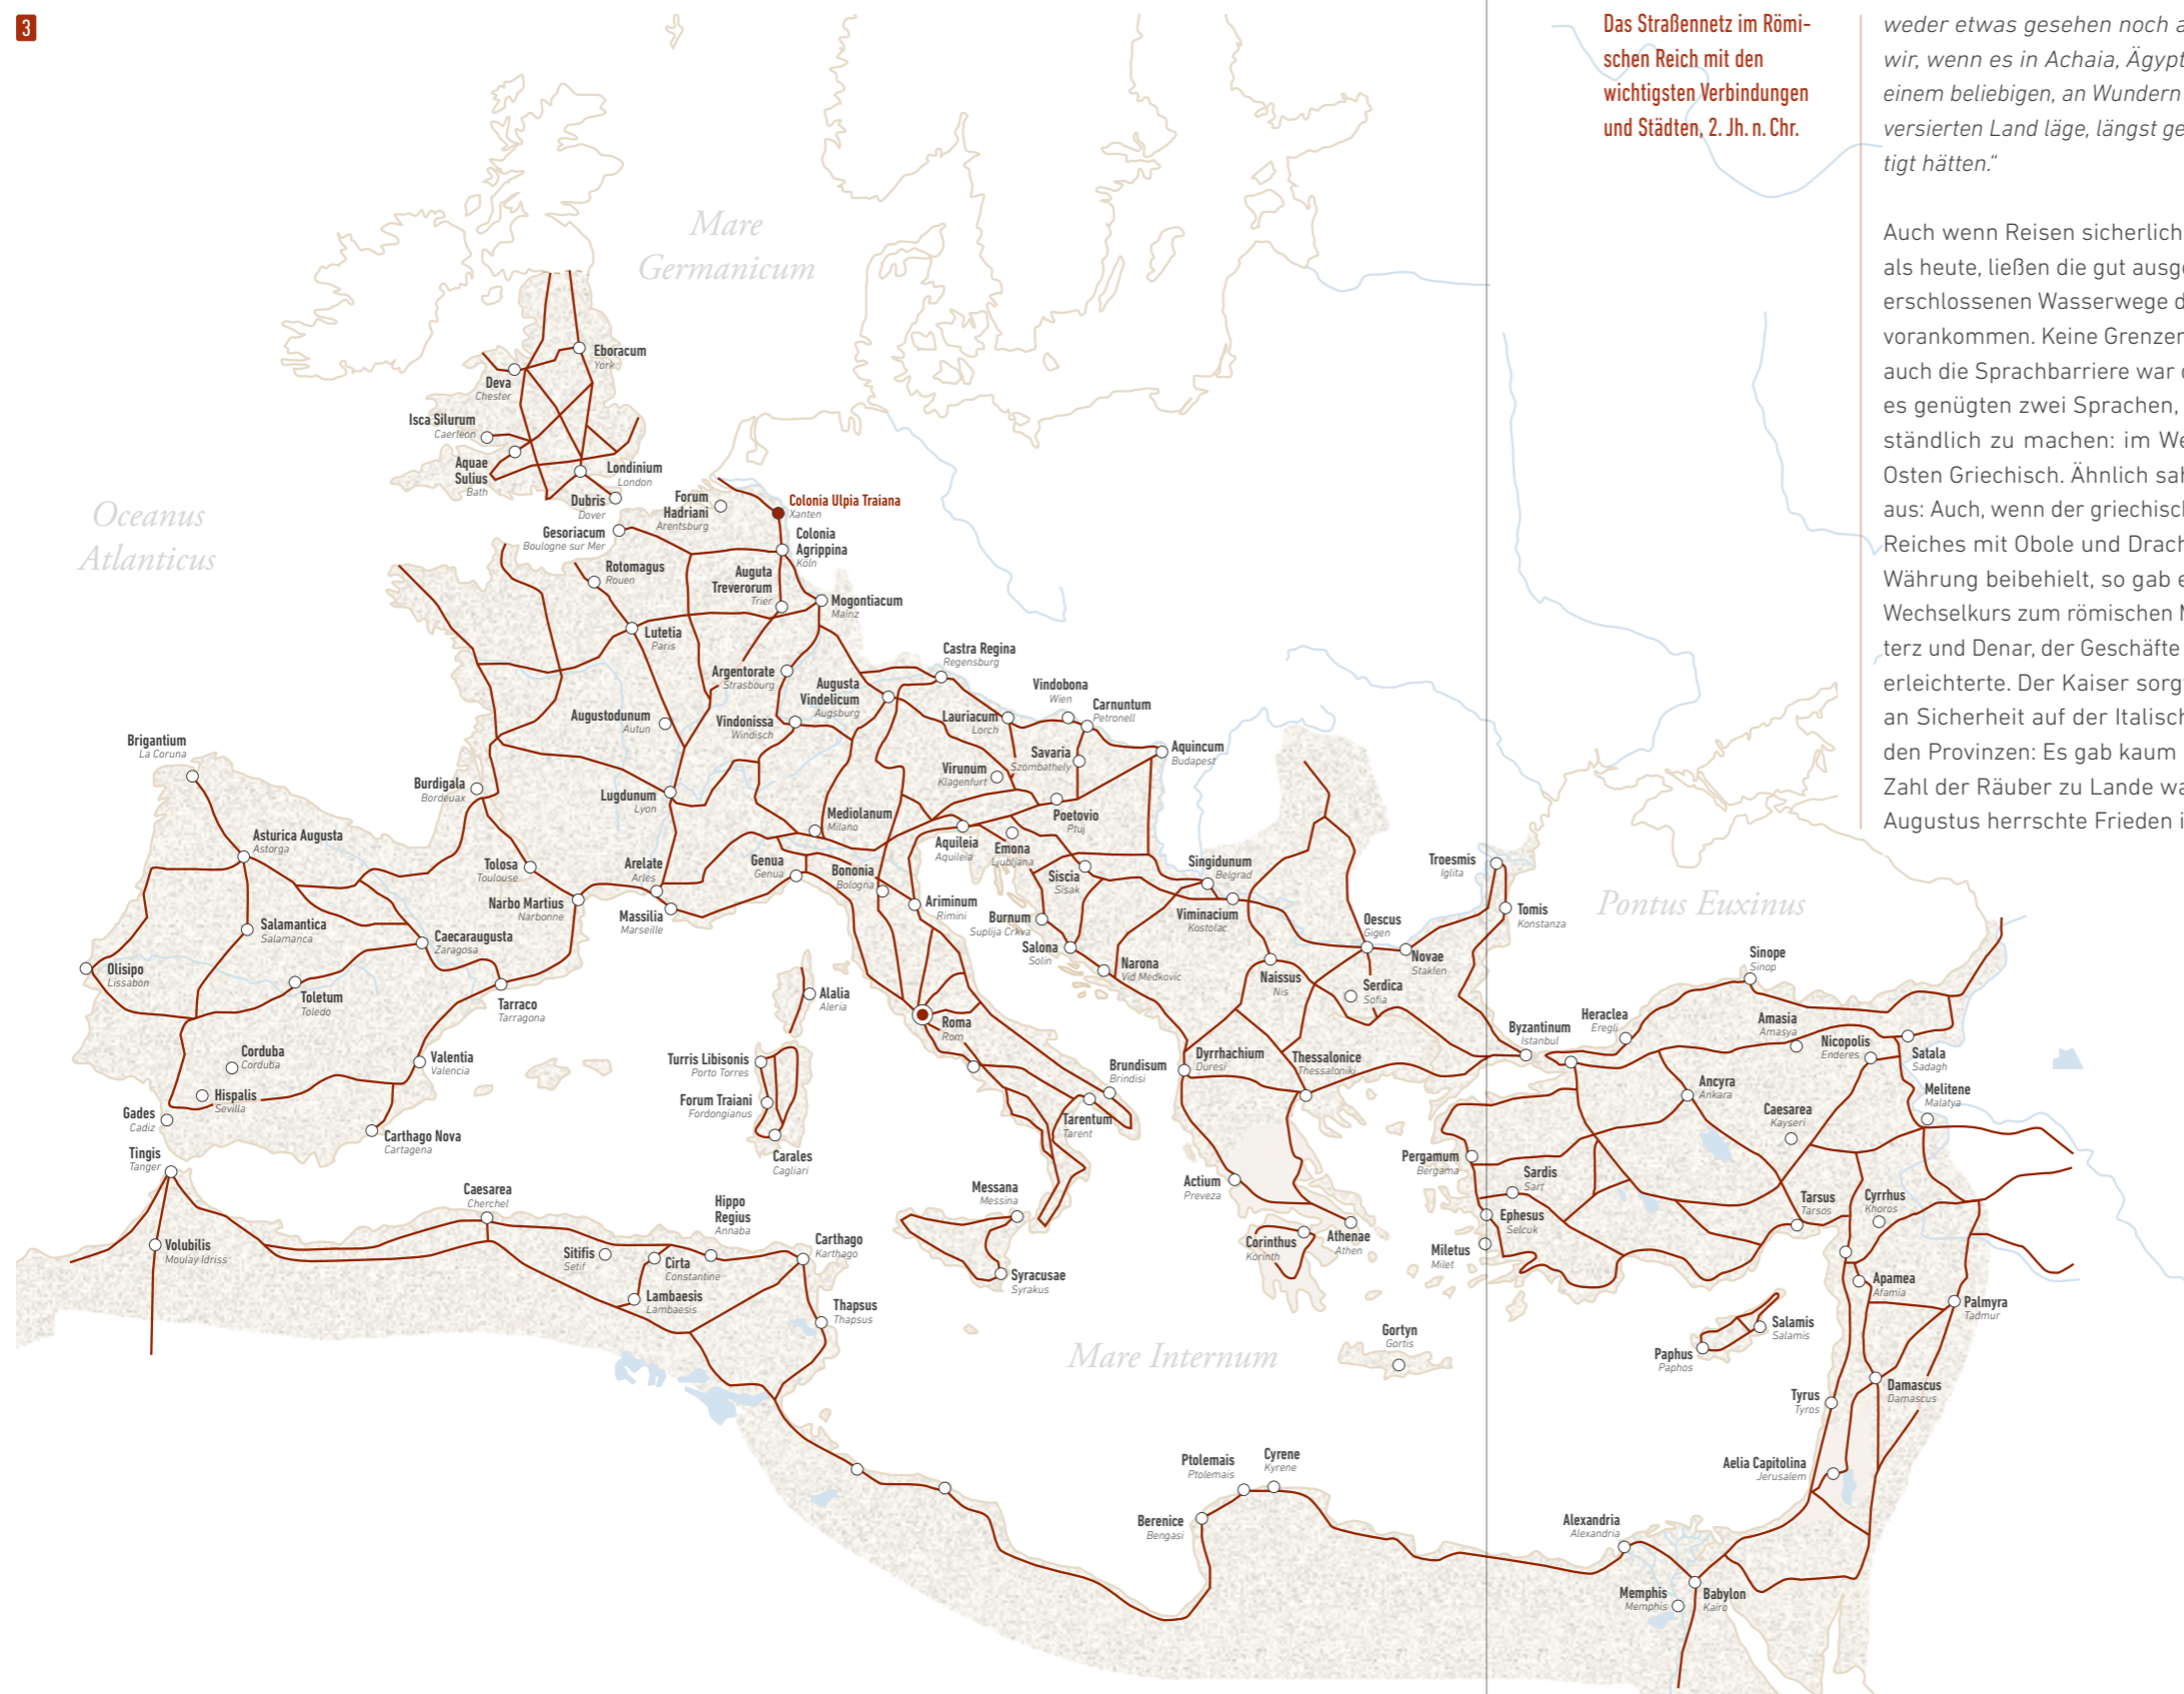 3
Das Straßennetz im Römi-
schen Reich mit den
wichtigsten Verbindungen
und Städten, 2. Jh. n. Chr.
weder etwas gesehen noch a
wir, wenn es in Achaia, Ägypt
einem beliebigen, an Wundern
versierten Land läge, längst ge
tigt hätten.“
Auch wenn Reisen sicherlich
als heute, ließen die gut ausge
erschlossenen Wasserwege d
vorankommen. Keine Grenzen
auch die Sprachbarriere war
es genügten zwei Sprachen,
ständlich zu machen: im We
Osten Griechisch. Ähnlich sah
aus: Auch, wenn der griechisch
Reiches mit Obole und Drach
Währung beibehielt, so gab e
Wechselkurs zum römischen
terz und Denar, der Geschäfte
erleichterte. Der Kaiser sorg
an Sicherheit auf der Italisch
den Provinzen: Es gab kaum
Zahl der Räuber zu Lande wa
Augustus herrschte Frieden i
Mare
Germanicum
Oceanus
Atlanticus
Pontus Euxinus
Mare Internum
Eboracum
York
Deva
Chester
Isca Silurum
Caerleon
Aquae
Sulius
Bath
Londinium
London
Dubris
Dover
Gesoriacum
Boulogne sur Mer
Forum
Hadriani
Arentsburg
Colonia Ulpia Traiana
Xanten
Colonia
Agrippina
Köln
Rotomagus
Rouen
Auguta
Treverorum
Trier
Mogontiacum
Mainz
Lutetia
Paris
Argentorate
Strasbourg
Castra Regina
Regensburg
Augusta
Vindelicum
Augsburg
Vindobona
Wien
Carnuntum
Petronell
Lauriacum
Lorch
Augustodunum
Autun
Vindonissa
Windisch
Savaria
Szombathely
Aquincum
Budapest
Virunum
Klagenfurt
Brigantium
La Coruna
Burdigala
Bordeuax
Lugdunum
Lyon
Mediolanum
Milano
Poetovio
Ptuj
Asturica Augusta
Astorga
Aquileia
Aquileia
Emona
Ljubljana
Tolosa
Toulouse
Arelate
Arles
Genua
Genua
Bononia
Bologna
Siscia
Sisak
Singidunum
Belgrad
Troesmis
Iglita
Narbo Martius
Narbonne
Massilia
Marseille
Ariminum
Rimini
Burnum
Suplija Crkva
Viminacium
Kostolac
Oescus
Gigen
Tomis
Konstanza
Salamantica
Salamanca
Caecaraugusta
Zaragosa
Salona
Solin
Narona
Vid Medkovic
Naissus
Nis
Novae
Staklen
Serdica
Sofia
Sinope
Sinop
Olisipo
Lissabon
Toletum
Toledo
Tarraco
Tarragona
Alalia
Aleria
Roma
Rom
Heraclea
Eregli
Byzantinum
Istanbul
Amasia
Amasya
Nicopolis
Enderes
Satala
Sadagh
Corduba
Corduba
Valentia
Valencia
Turris Libisonis
Porto Torres
Brundisum
Brindisi
Dyrrhachium
Duresi
Thessalonice
Thessaloniki
Ancyra
Ankara
Melitene
Malatya
Hispalis
Sevilla
Forum Traiani
Fordongianus
Tarentum
Tarent
Caesarea
Kayseri
Gades
Cadiz
Carthago Nova
Cartagena
Carales
Cagliari
Pergamum
Bergama
Tingis
Tanger
Actium
Preveza
Sardis
Sart
Caesarea
Cherchel
Hippo
Regius
Annaba
Messana
Messina
Tarsus
Tarsos
Cyrrhus
Khoros
Ephesus
Selcuk
Volubilis
Moulay Idriss
Sitifis
Setif
Cirta
Constantine
Carthago
Karthago
Corinthus
Korinth
Athenae
Athen
Miletus
Milet
Syracusae
Syrakus
Apamea
Afamia
Lambaesis
Lambaesis
Thapsus
Thapsus
Palmyra
Tadmur
Gortyn
Gortis
Salamis
Salamis
Paphus
Paphos
Tyrus
Tyros
Damascus
Damascus
Ptolemais
Ptolemais
Cyrene
Kyrene
Aelia Capitolina
Jerusalem
Berenice
Bengasi
Alexandria
Alexandria
Memphis
Memphis
Babylon
Kairo